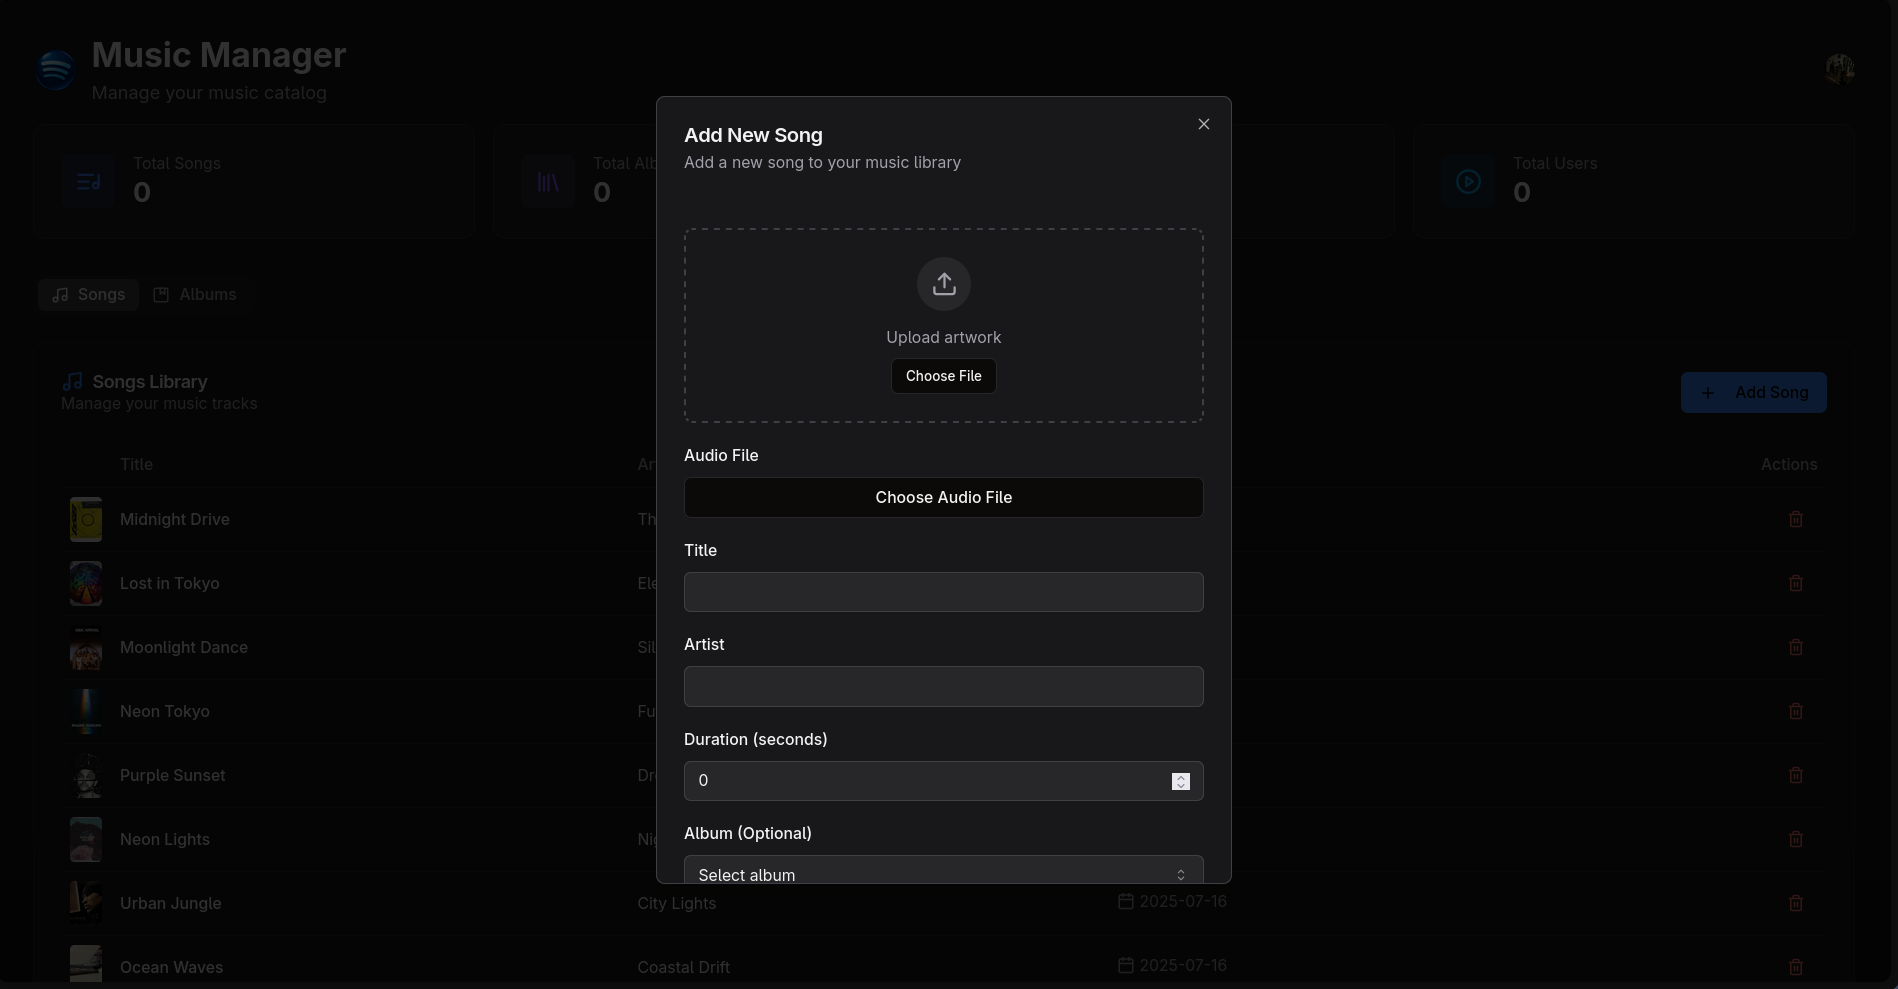 Music Manager
Manage your music catalog
Total Songs
0
Total Alb
0
Total Users
0
Songs
Albums
Songs Library
Manage your music tracks
Add Song
Title
Ar
Actions
Midnight Drive
Th
Lost in Tokyo
Ele
Moonlight Dance
Sil
Neon Tokyo
Fu
Purple Sunset
Dr
Neon Lights
Nig
Urban Jungle
City Lights
2025-07-16
Ocean Waves
Coastal Drift
2025-07-16
Add New Song
Add a new song to your music library
Upload artwork
Choose File
Audio File
Choose Audio File
Title
Artist
Duration (seconds)
0
Album (Optional)
Select album